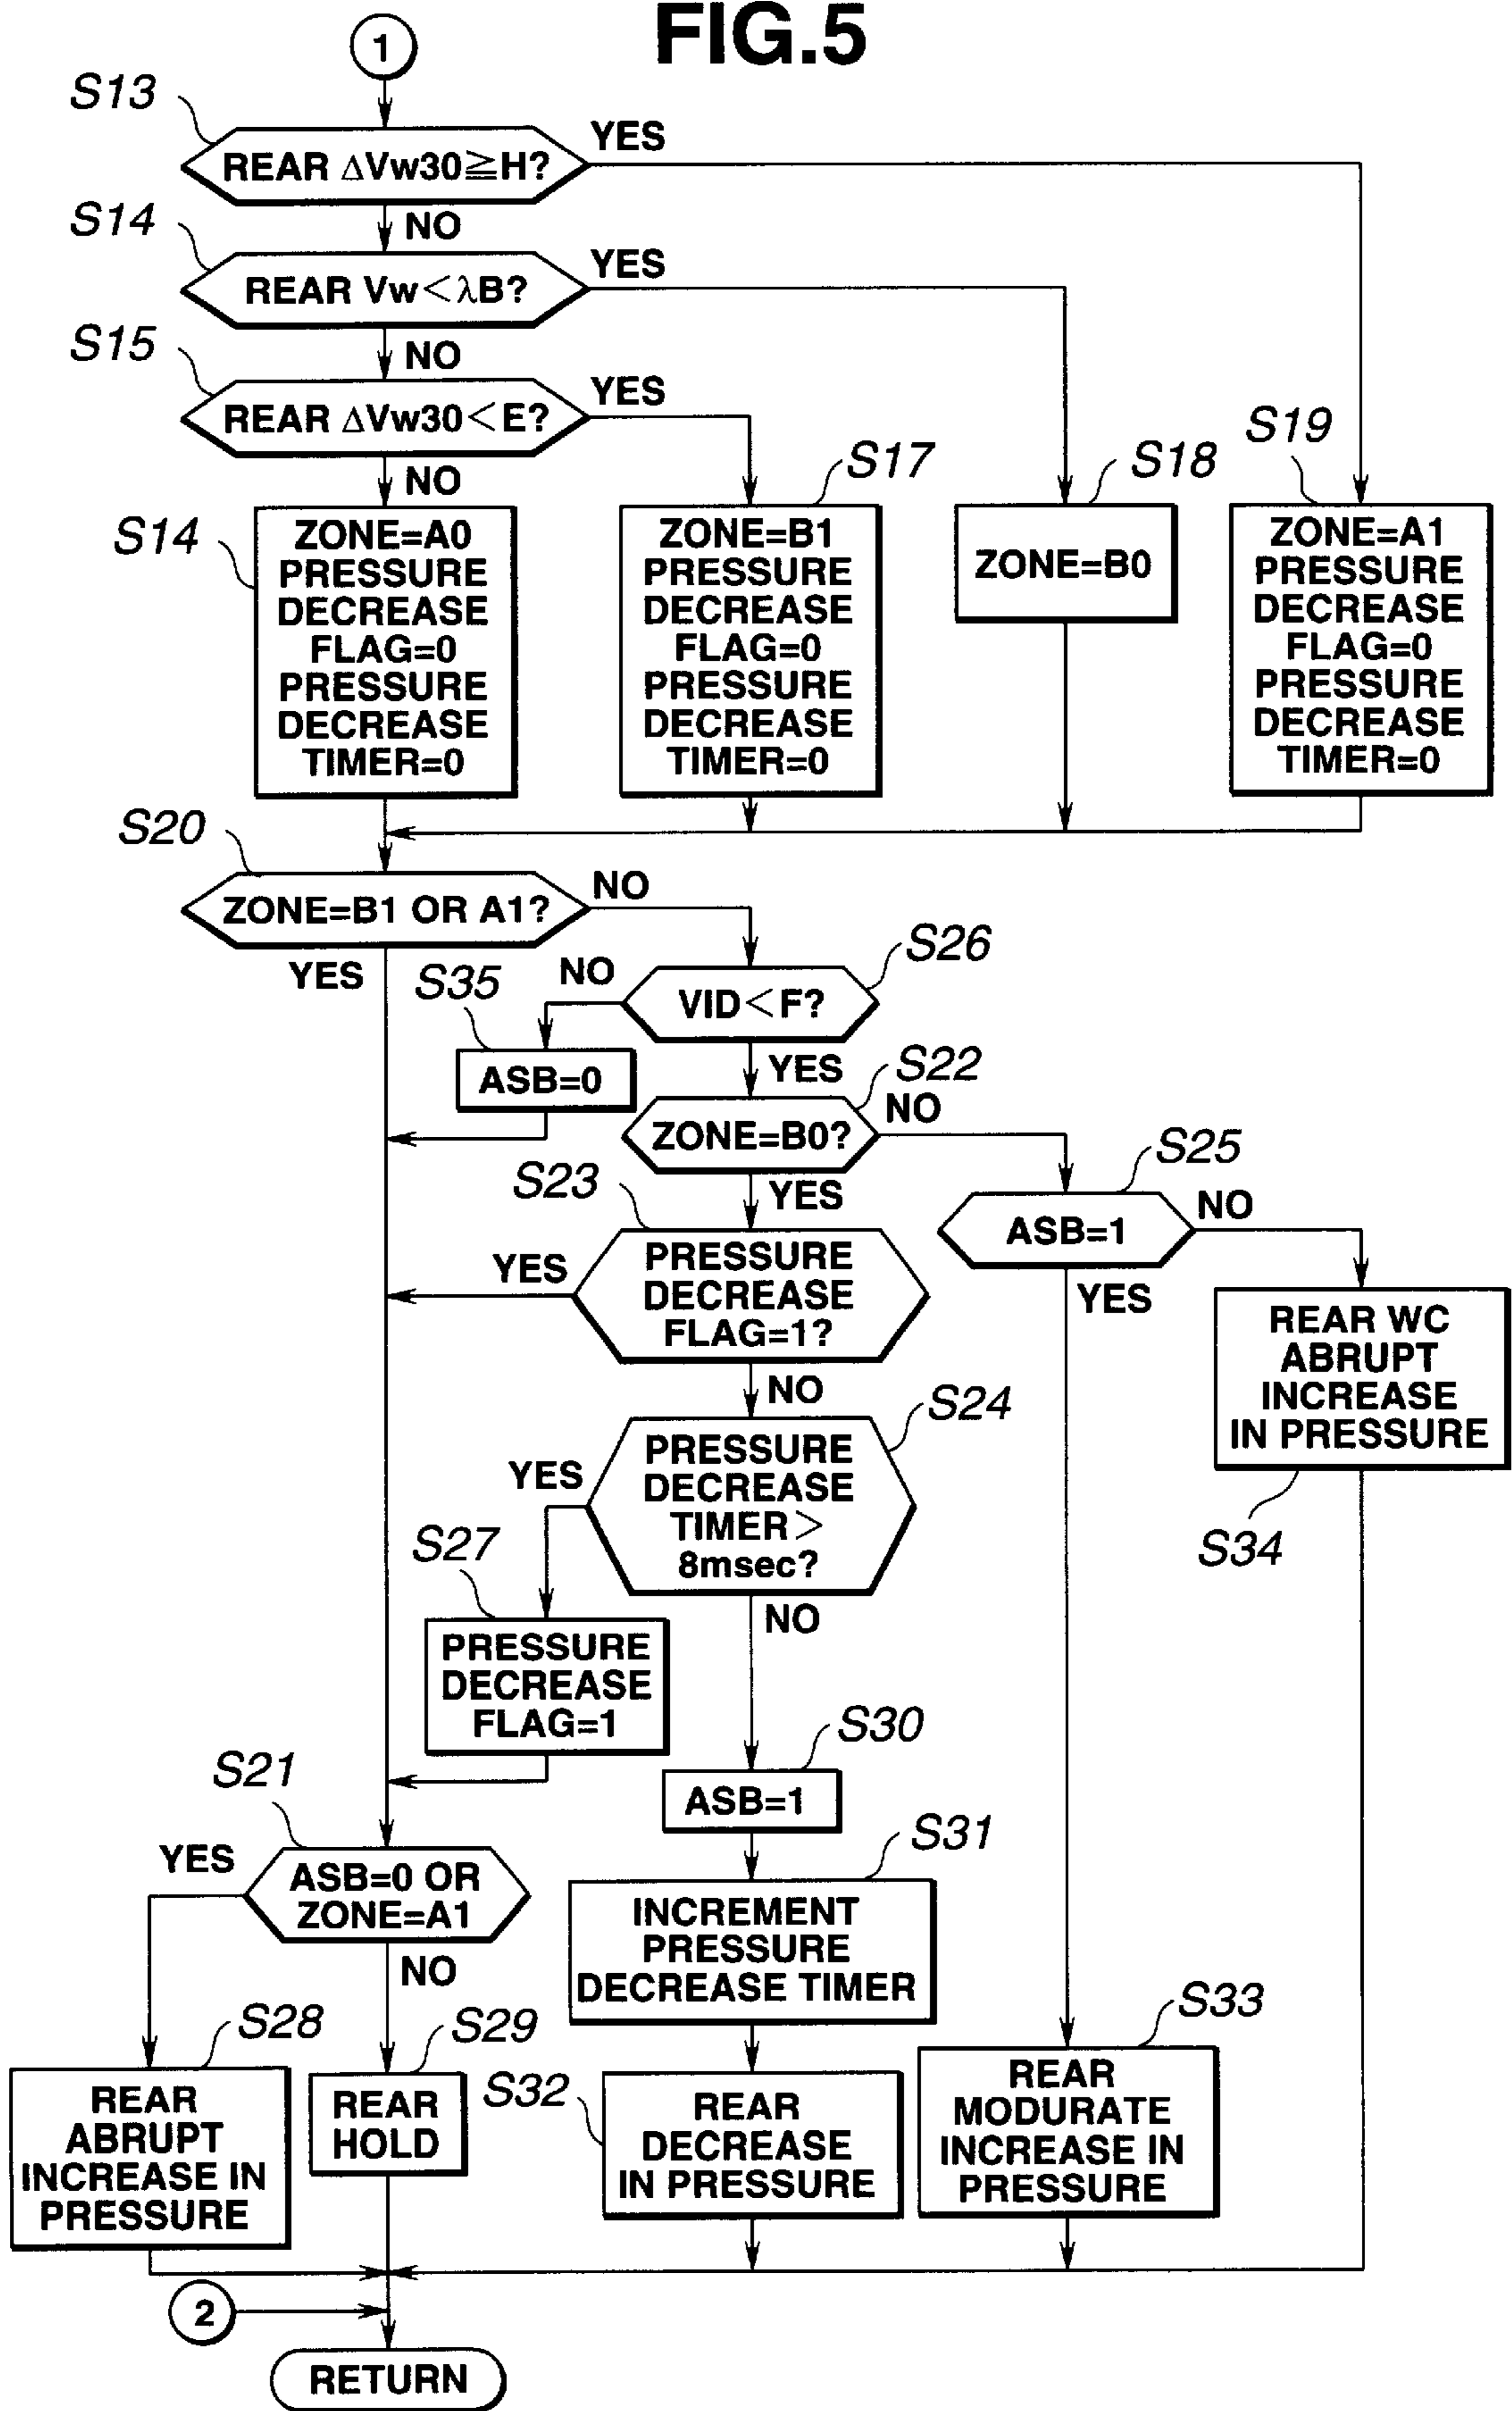 FIG.5
1
S13
REAR ΔVw30≧H?
YES
NO
S14
REAR Vw<λB?
YES
NO
S15
REAR ΔVw30<E?
YES
NO
S14
ZONE=A0
PRESSURE
DECREASE
FLAG=0
PRESSURE
DECREASE
TIMER=0
S17
ZONE=B1
PRESSURE
DECREASE
FLAG=0
PRESSURE
DECREASE
TIMER=0
S18
ZONE=B0
S19
ZONE=A1
PRESSURE
DECREASE
FLAG=0
PRESSURE
DECREASE
TIMER=0
S20
ZONE=B1 OR A1?
NO
YES
S26
VID<F?
NO
YES
S35
ASB=0
S22
ZONE=B0?
NO
YES
S23
PRESSURE
DECREASE
FLAG=1?
YES
NO
S25
ASB=1
NO
YES
REAR WC
ABRUPT
INCREASE
IN PRESSURE
S34
S24
PRESSURE
DECREASE
TIMER>
8msec?
YES
NO
S27
PRESSURE
DECREASE
FLAG=1
S30
ASB=1
S21
ASB=0 OR
ZONE=A1
YES
NO
S31
INCREMENT
PRESSURE
DECREASE TIMER
S28
REAR
ABRUPT
INCREASE IN
PRESSURE
S29
REAR
HOLD
S32
REAR
DECREASE
IN PRESSURE
S33
REAR
MODURATE
INCREASE IN
PRESSURE
2
RETURN